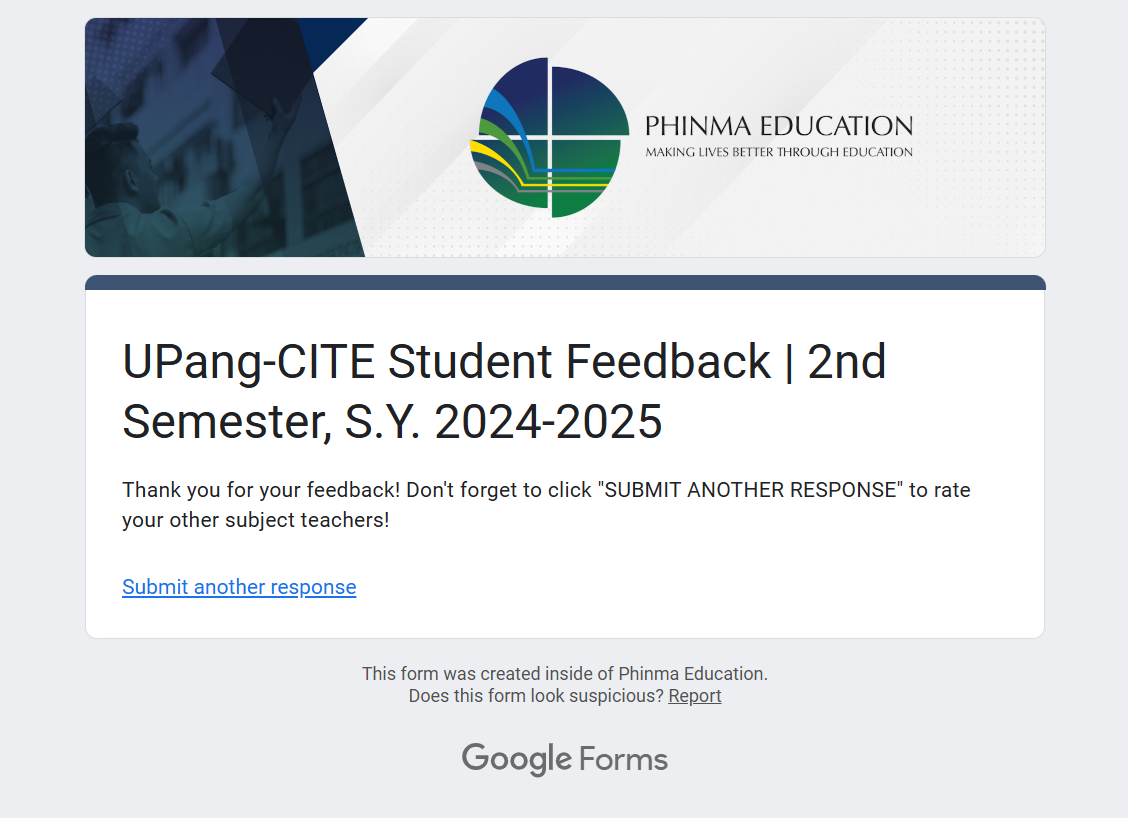 PHINMA EDUCATION
MAKING LIVES BETTER THROUGH EDUCATION
UPang-CITE Student Feedback | 2nd
Semester, S.Y. 2024-2025
Thank you for your feedback! Don't forget to click "SUBMIT ANOTHER RESPONSE" to rate
your other subject teachers!
Submit another response
This form was created inside of Phinma Education.
Does this form look suspicious? Report
Google Forms